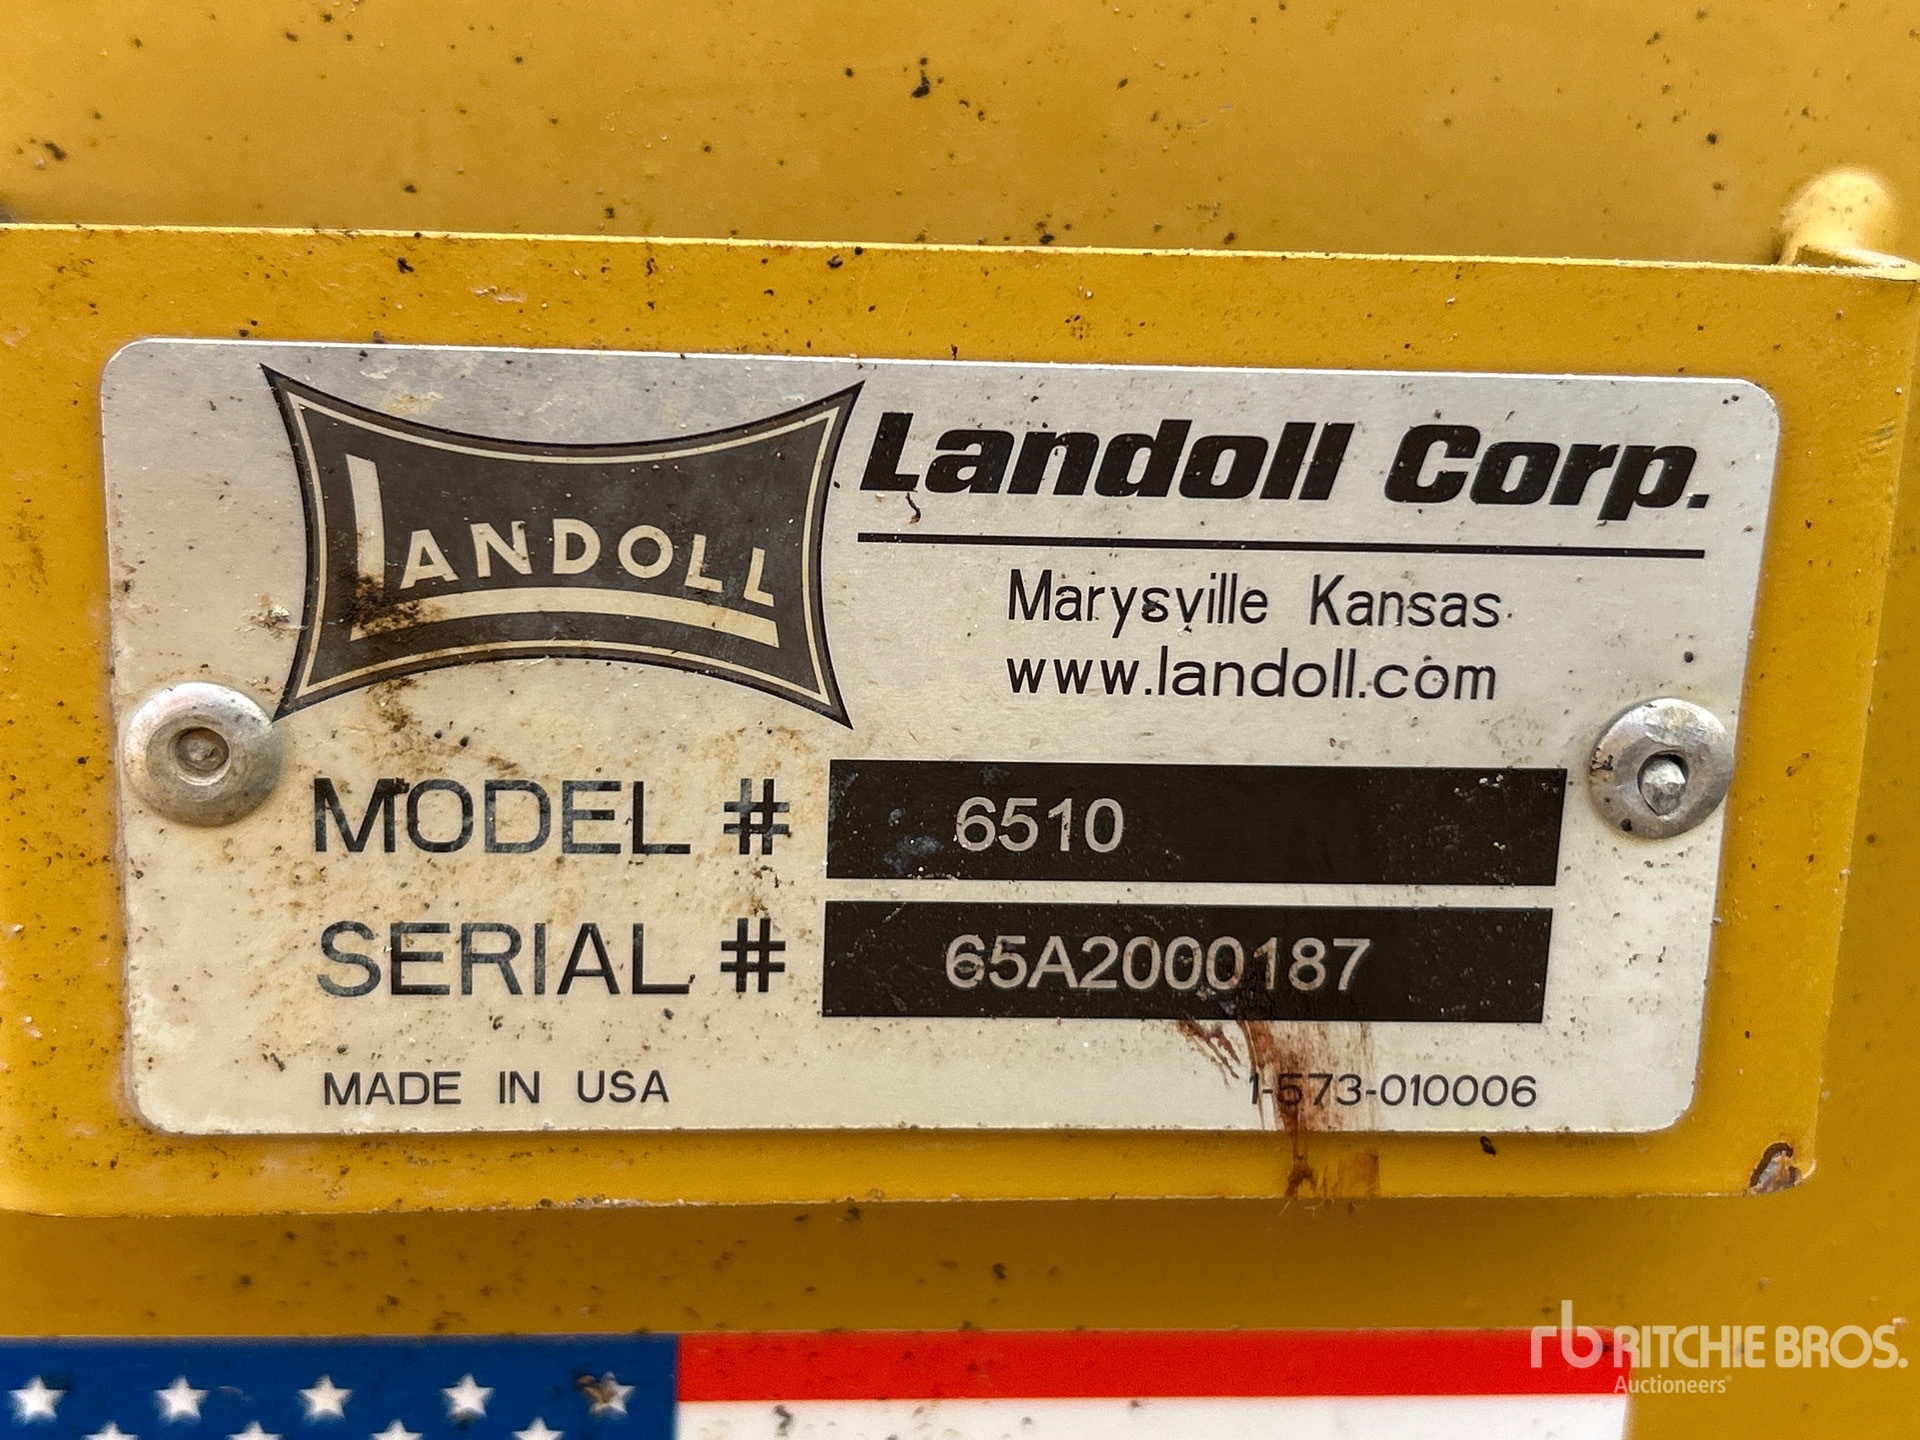 LANDOLL
Landoll Corp.
Marysville Kansas
www.landoll.com
MODEL # 6510
SERIAL # 65A2000187
MADE IN USA 1-573-010006
rb RITCHIE BROS.
Auctioneers